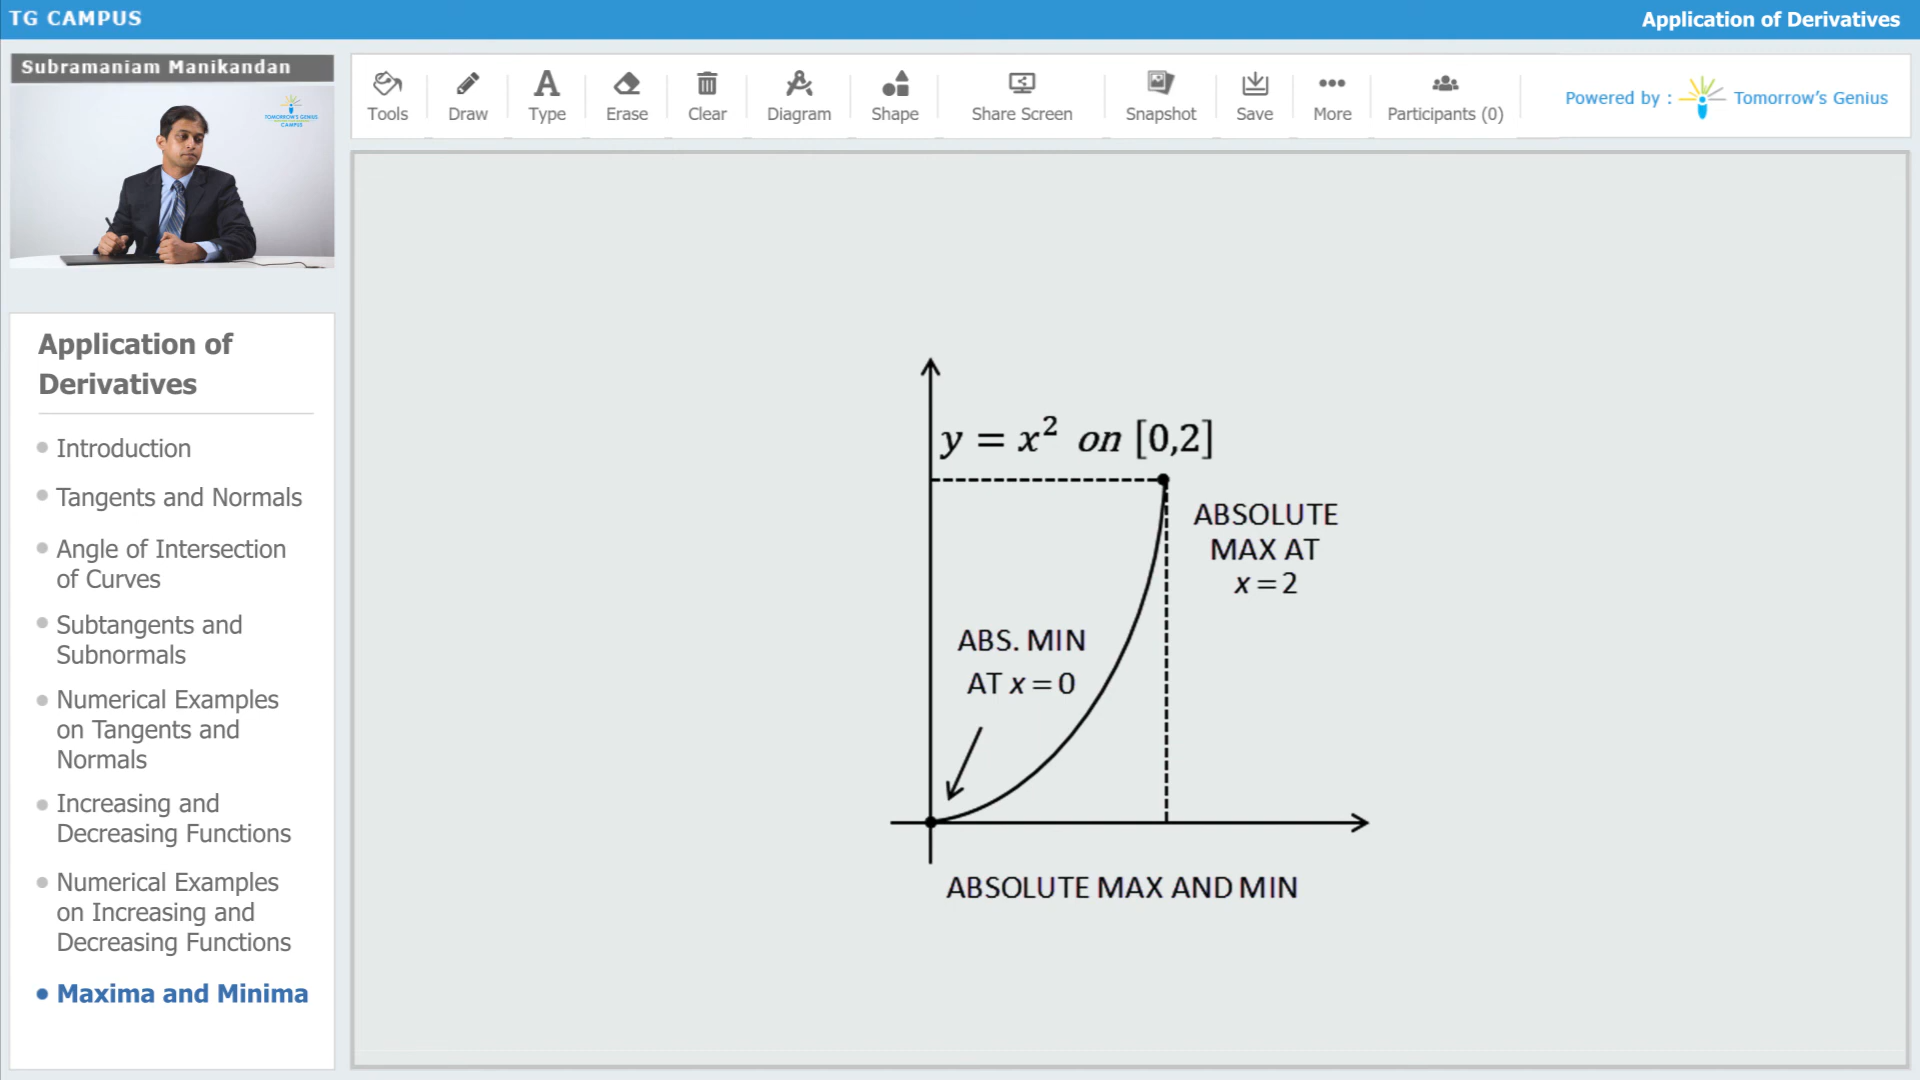 TG CAMPUS
Application of Derivatives
Subramaniam Manikandan
TOMORROW'S GENIUS
CAMPUS
Tools
Draw
Type
Erase
Clear
Diagram
Shape
Share Screen
Snapshot
Save
More
Participants (0)
Powered by :
Tomorrow's Genius
Application of
Derivatives
Introduction
Tangents and Normals
Angle of Intersection
of Curves
Subtangents and
Subnormals
Numerical Examples
on Tangents and
Normals
Increasing and
Decreasing Functions
Numerical Examples
on Increasing and
Decreasing Functions
Maxima and Minima
y = x² on [0,2]
ABSOLUTE
MAX AT
x = 2
ABS. MIN
AT x = 0
ABSOLUTE MAX AND MIN